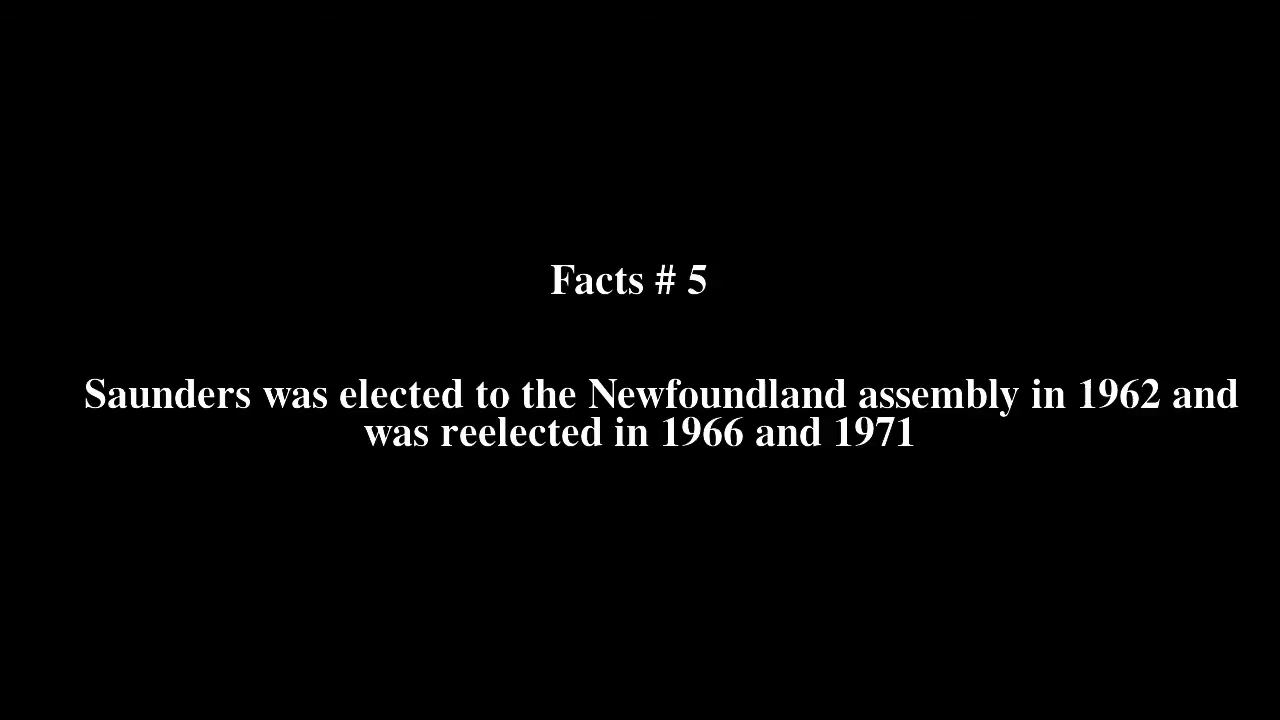 Facts # 5
Saunders was elected to the Newfoundland assembly in 1962 and
was reelected in 1966 and 1971